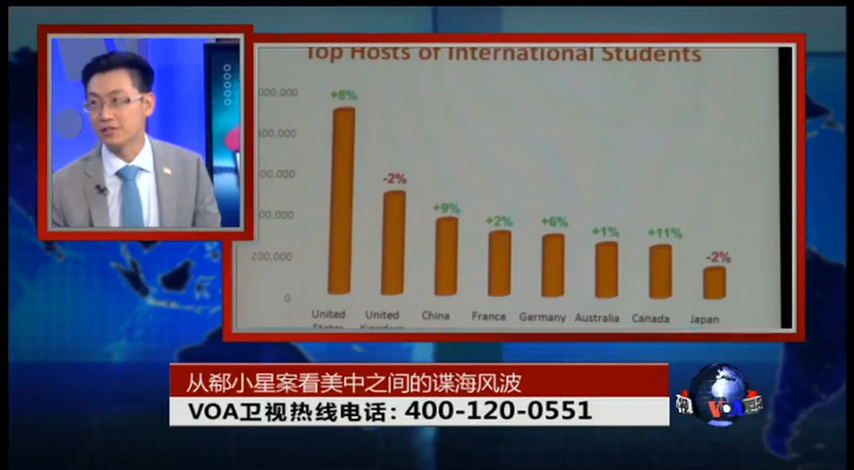 Top Hosts of International Students
+8%
-2%
+9%
+2%
+6%
+1%
+11%
-2%
200,000
0
United
United
China
France
Germany
Australia
Canada
Japan
从郗小星案看美中之间的谍海风波
VOA卫视热线电话: 400-120-0551
VOA